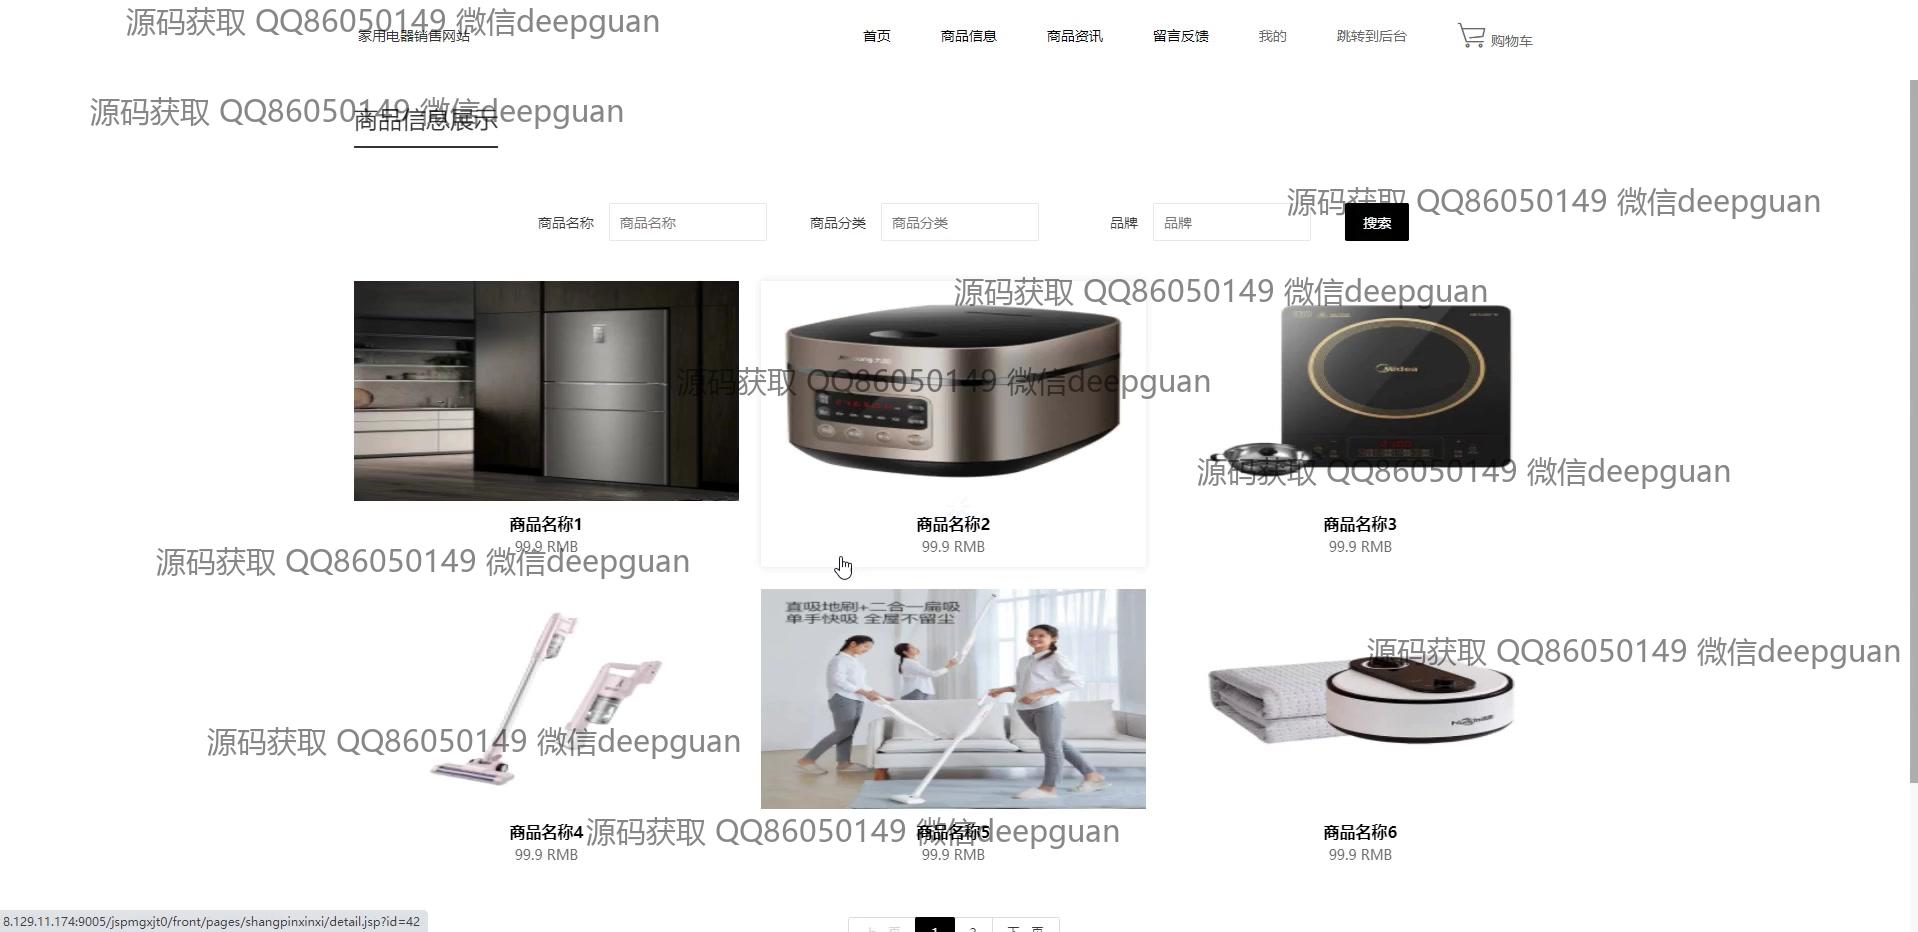 源码获取 QQ86050149 微信deepguan
家用电器销售网站
首页
商品信息
商品资讯
留言反馈
我的
跳转到后台
购物车
源码获取 QQ86050149 微信deepguan
商品信息展示
源码获取 QQ86050149 微信deepguan
商品名称
商品名称
商品分类
商品分类
品牌
品牌
搜索
源码获取 QQ86050149 微信deepguan
Midea
源码获取 QQ86050149 微信deepguan
源码获取 QQ86050149 微信deepguan
商品名称1
99.9 RMB
商品名称2
99.9 RMB
商品名称3
99.9 RMB
源码获取 QQ86050149 微信deepguan
直吸地刷+二合一扁吸
单手快吸 全屋不留尘
源码获取 QQ86050149 微信deepguan
源码获取 QQ86050149 微信deepguan
商品名称4
99.9 RMB
源码获取 QQ86050149 微信deepguan
商品名称5
99.9 RMB
商品名称6
99.9 RMB
8.129.11.174:9005/jspmgxjt0/front/pages/shangpinxinxi/detail.jsp?id=42
上一页
1
2
下一页